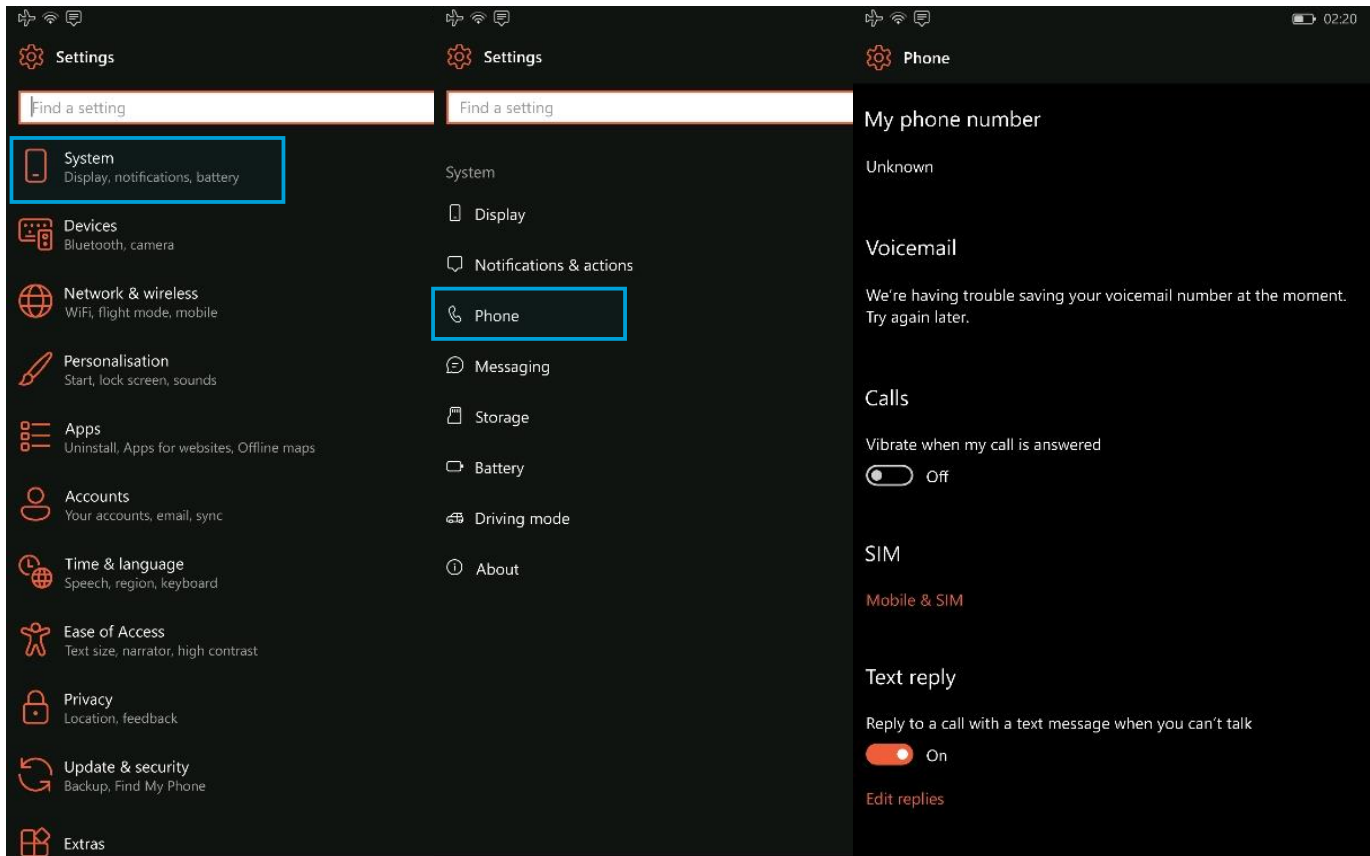 Settings
Find a setting
System
Display, notifications, battery
Devices
Bluetooth, camera
Network & wireless
WiFi, flight mode, mobile
Personalisation
Start, lock screen, sounds
Apps
Uninstall, Apps for websites, Offline maps
Accounts
Your accounts, email, sync
Time & language
Speech, region, keyboard
Ease of Access
Text size, narrator, high contrast
Privacy
Location, feedback
Update & security
Backup, Find My Phone
Extras
Settings
Find a setting
System
Display
Notifications & actions
Phone
Messaging
Storage
Battery
Driving mode
About
02:20
Phone
My phone number
Unknown
Voicemail
We're having trouble saving your voicemail number at the moment.
Try again later.
Calls
Vibrate when my call is answered
Off
SIM
Mobile & SIM
Text reply
Reply to a call with a text message when you can't talk
On
Edit replies